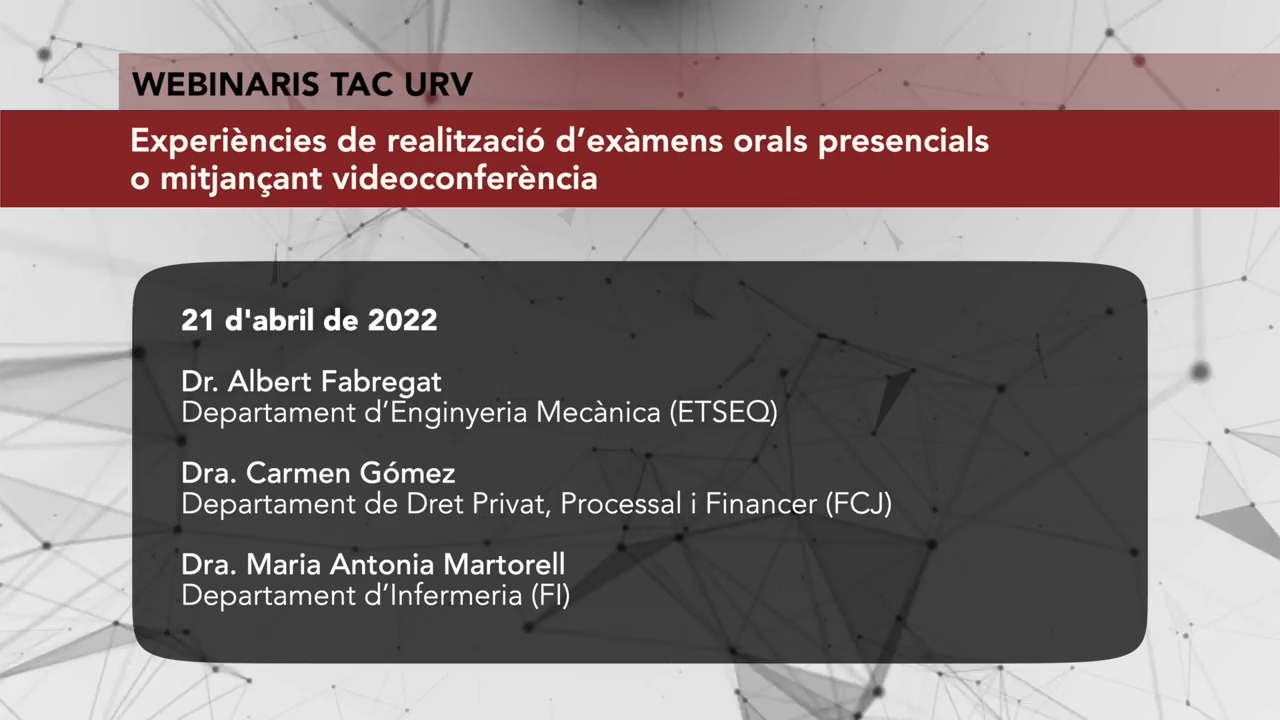 WEBINARIS TAC URV
Experiències de realització d’exàmens orals presencials
o mitjançant videoconferència
21 d'abril de 2022
Dr. Albert Fabregat
Departament d’Enginyeria Mecànica (ETSEQ)
Dra. Carmen Gómez
Departament de Dret Privat, Processal i Financer (FCJ)
Dra. Maria Antonia Martorell
Departament d’Infermeria (FI)